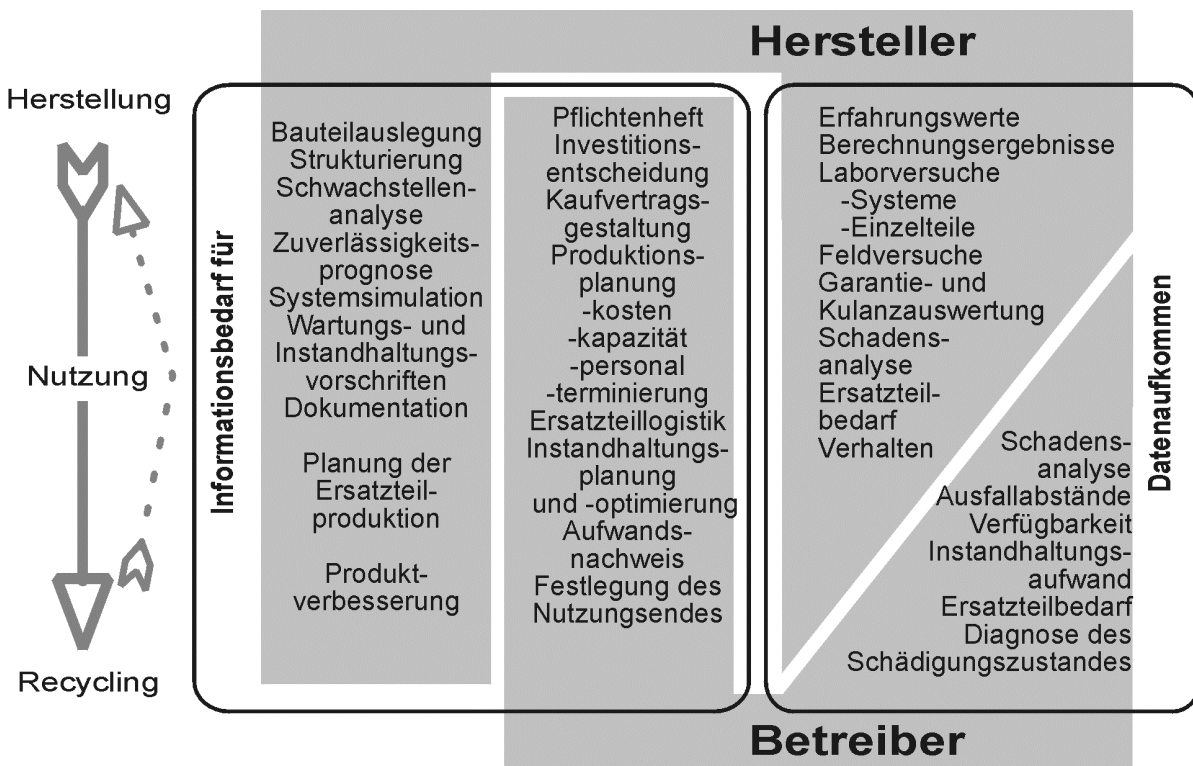 Hersteller
Herstellung
Nutzung
Recycling
Informationsbedarf für
Bauteilauslegung
Strukturierung
Schwachstellen-
analyse
Zuverlässigkeits-
prognose
Systemsimulation
Wartungs- und
Instandhaltungs-
vorschriften
Dokumentation
Planung der
Ersatzteil-
produktion
Produkt-
verbesserung
Pflichtenheft
Investitions-
entscheidung
Kaufvertrags-
gestaltung
Produktions-
planung
-kosten
-kapazität
-personal
-terminierung
Ersatzteillogistik
Instandhaltungs-
planung
und -optimierung
Aufwands-
nachweis
Festlegung des
Nutzungsendes
Erfahrungswerte
Berechnungsergebnisse
Laborversuche
-Systeme
-Einzelteile
Feldversuche
Garantie- und
Kulanzauswertung
Schadens-
analyse
Ersatzteil-
bedarf
Verhalten
Schadens-
analyse
Ausfallabstände
Verfügbarkeit
Instandhaltungs-
aufwand
Ersatzteilbedarf
Diagnose des
Schädigungszustandes
Datenaufkommen
Betreiber